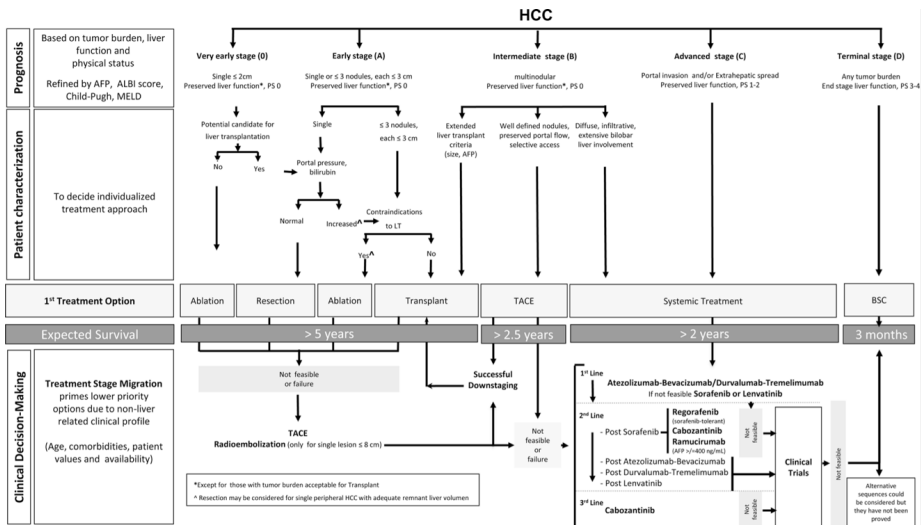 HCC
Prognosis
Based on tumor burden, liver
function and
physical status
Refined by AFP, ALBI score,
Child-Pugh, MELD
Very early stage (0)
Single ≤ 2cm
Preserved liver function*, PS 0
Early stage (A)
Single or ≤ 3 nodules, each ≤ 3 cm
Preserved liver function*, PS 0
Intermediate stage (B)
multinodular
Preserved liver function*, PS 0
Advanced stage (C)
Portal invasion and/or Extrahepatic spread
Preserved liver function, PS 1-2
Terminal stage (D)
Any tumor burden
End stage liver function, PS 3-4
Patient characterization
To decide individualized
treatment approach
Potential candidate for
liver transplantation
No
Yes
Single
Portal pressure,
bilirubin
Normal
Increased^
≤ 3 nodules,
each ≤ 3 cm
Contraindications
to LT
Yes^
No
Extended
liver transplant
criteria
(size, AFP)
Well defined nodules,
preserved portal flow,
selective access
Diffuse, infiltrative,
extensive bilobar
liver involvement
1st Treatment Option
Ablation
Resection
Ablation
Transplant
TACE
Systemic Treatment
BSC
Expected Survival
> 5 years
> 2.5 years
> 2 years
3 months
Clinical Decision-Making
Treatment Stage Migration
primes lower priority
options due to non-liver
related clinical profile
(Age, comorbidities, patient
values and availability)
Not feasible
or failure
TACE
Radioembolization (only for single lesion ≤ 8 cm)
Successful
Downstaging
Not
feasible
or failure
*Except for those with tumor burden acceptable for Transplant
^ Resection may be considered for single peripheral HCC with adequate remnant liver volumen
1st Line
Atezolizumab-Bevacizumab/Durvalumab-Tremelimumab
If not feasible Sorafenib or Lenvatinib
2nd Line
- Post Sorafenib
Regorafenib
(sorafenib-tolerant)
Cabozantinib
Ramucirumab
(AFP >/=400 ng/mL)
- Post Atezolizumab-Bevacizumab
- Post Durvalumab-Tremelimumab
- Post Lenvatinib
3rd Line
Cabozantinib
Not
feasible
Not
feasible
Clinical
Trials
Not feasible
Alternative
sequences could
be considered but
they have not been
proved